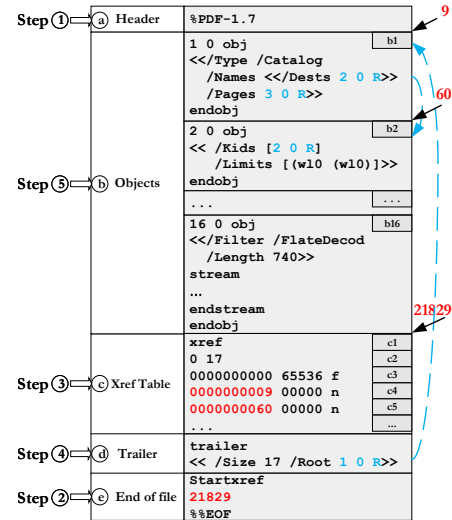 Step ① ⓐ Header %PDF-1.7 9
1 0 obj b1
<</Type /Catalog
/Names <</Dests 2 0 R>>
/Pages 3 0 R>>
endobj 60
2 0 obj b2
<< /Kids [2 0 R]
/Limits [(wl0 (wl0)]>>
Step ⑤ ⓑ Objects endobj
... ...
16 0 obj b16
<</Filter /FlateDecod
/Length 740>>
stream
...
endstream 21829
endobj
xref c1
0 17 c2
0000000000 65536 f c3
Step ③ ⓒ Xref Table 0000000009 00000 n c4
0000000060 00000 n c5
... ...
trailer
Step ④ ⓓ Trailer << /Size 17 /Root 1 0 R>>
Startxref
Step ② ⓔ End of file 21829
%%EOF